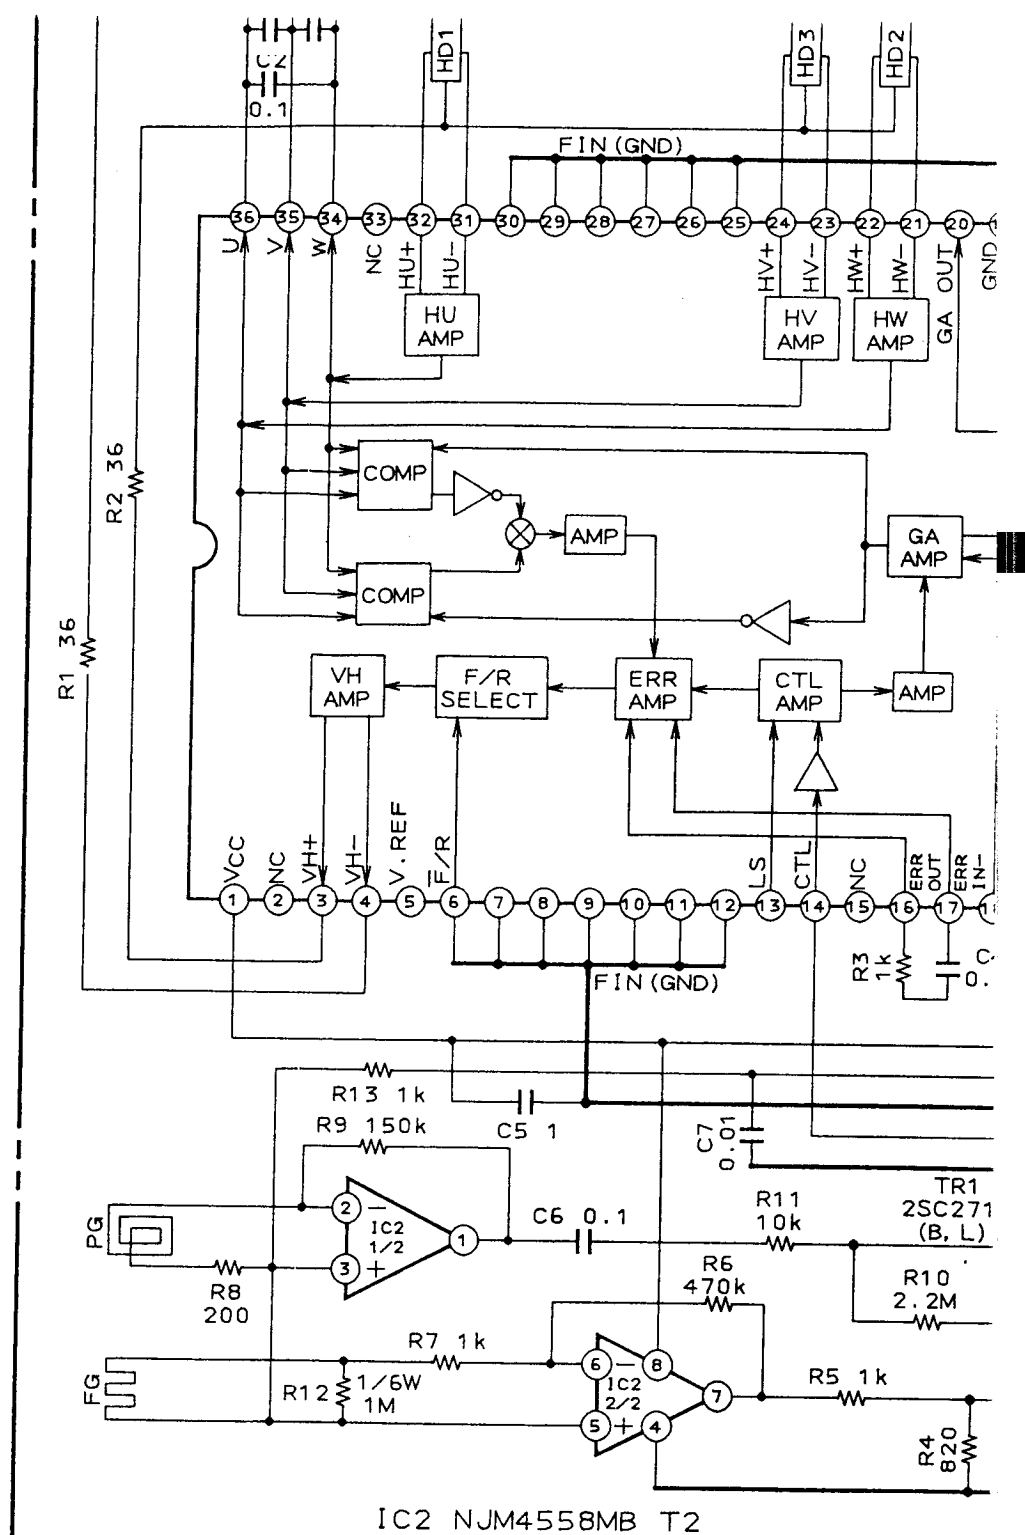 HD1
HD3
HD2
C2
0.1
FIN (GND)
36
35
34
33
32
31
30
29
28
27
26
25
24
23
22
21
20
U
V
W
NC
HU+
HU-
HV+
HV-
HW+
HW-
GA OUT
GND
HU
AMP
HV
AMP
HW
AMP
R2 36
COMP
AMP
GA
AMP
COMP
R1 36
VH
AMP
F/R
SELECT
ERR
AMP
CTL
AMP
AMP
VCC
NC
VH+
VH-
V.REF
F/R
LS
CTL
NC
ERR
OUT
ERR
IN-
1
2
3
4
5
6
7
8
9
10
11
12
13
14
15
16
17
R3
1k
0.
FIN (GND)
R13 1k
R9 150k
C5 1
C7
0.01
TR1
2SC271
(B, L)
PG
2
-
IC2
1/2
1
3
+
C6 0.1
R11
10k
R8
200
R6
470k
R10
2.2M
R7 1k
FG
R12
1/6W
1M
6
-
8
IC2
2/2
7
5
+
4
R5 1k
R4
820
IC2 NJM4558MB T2